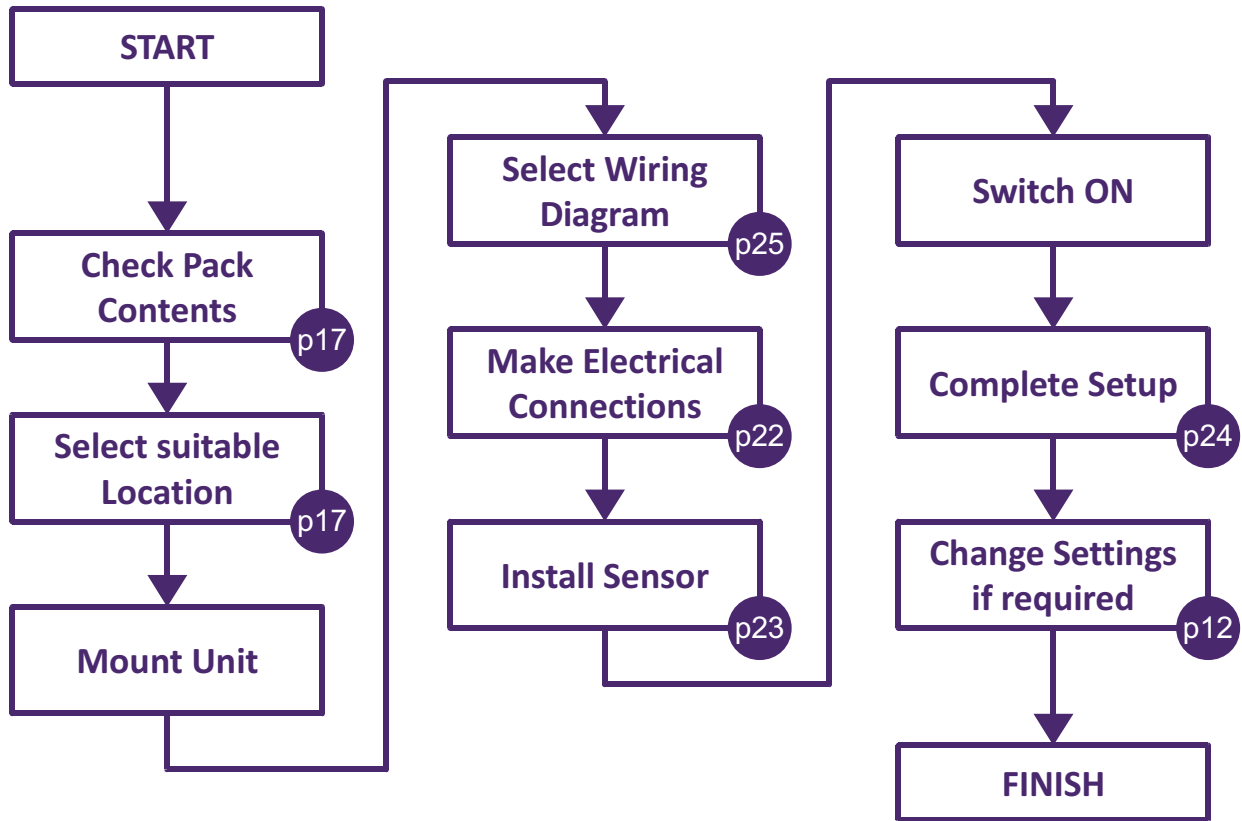 START
Check Pack
Contents
p17
Select suitable
Location
p17
Mount Unit
Select Wiring
Diagram
p25
Make Electrical
Connections
p22
Install Sensor
p23
Switch ON
Complete Setup
p24
Change Settings
if required
p12
FINISH